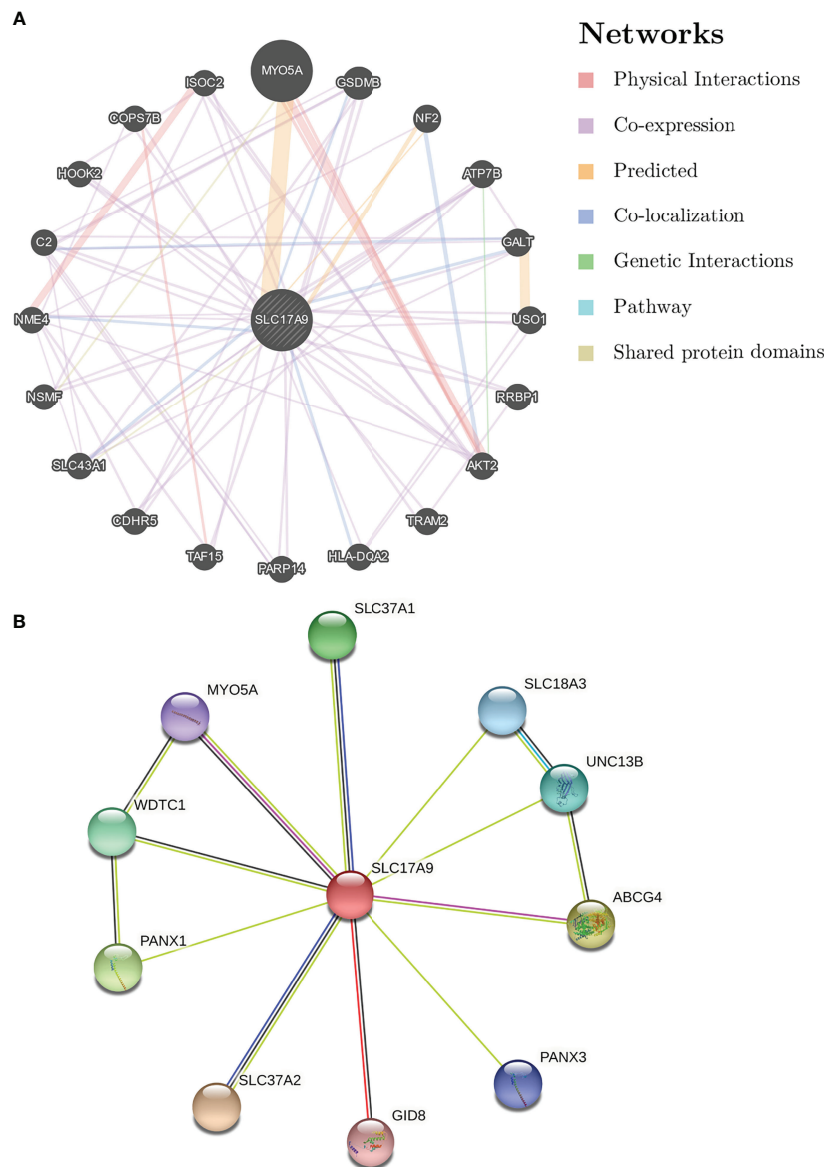 A
Networks
Physical Interactions
Co-expression
Predicted
Co-localization
Genetic Interactions
Pathway
Shared protein domains
MYO5A
ISOC2
GSDMB
COPS7B
NF2
HOOK2
ATP7B
C2
GALT
NME4
SLC17A9
USO1
NSMF
RRBP1
SLC43A1
AKT2
CDHR5
TRAM2
TAF15
HLA-DQA2
PARP14
B
SLC37A1
MYO5A
SLC18A3
UNC13B
WDTC1
SLC17A9
ABCG4
PANX1
PANX3
SLC37A2
GID8